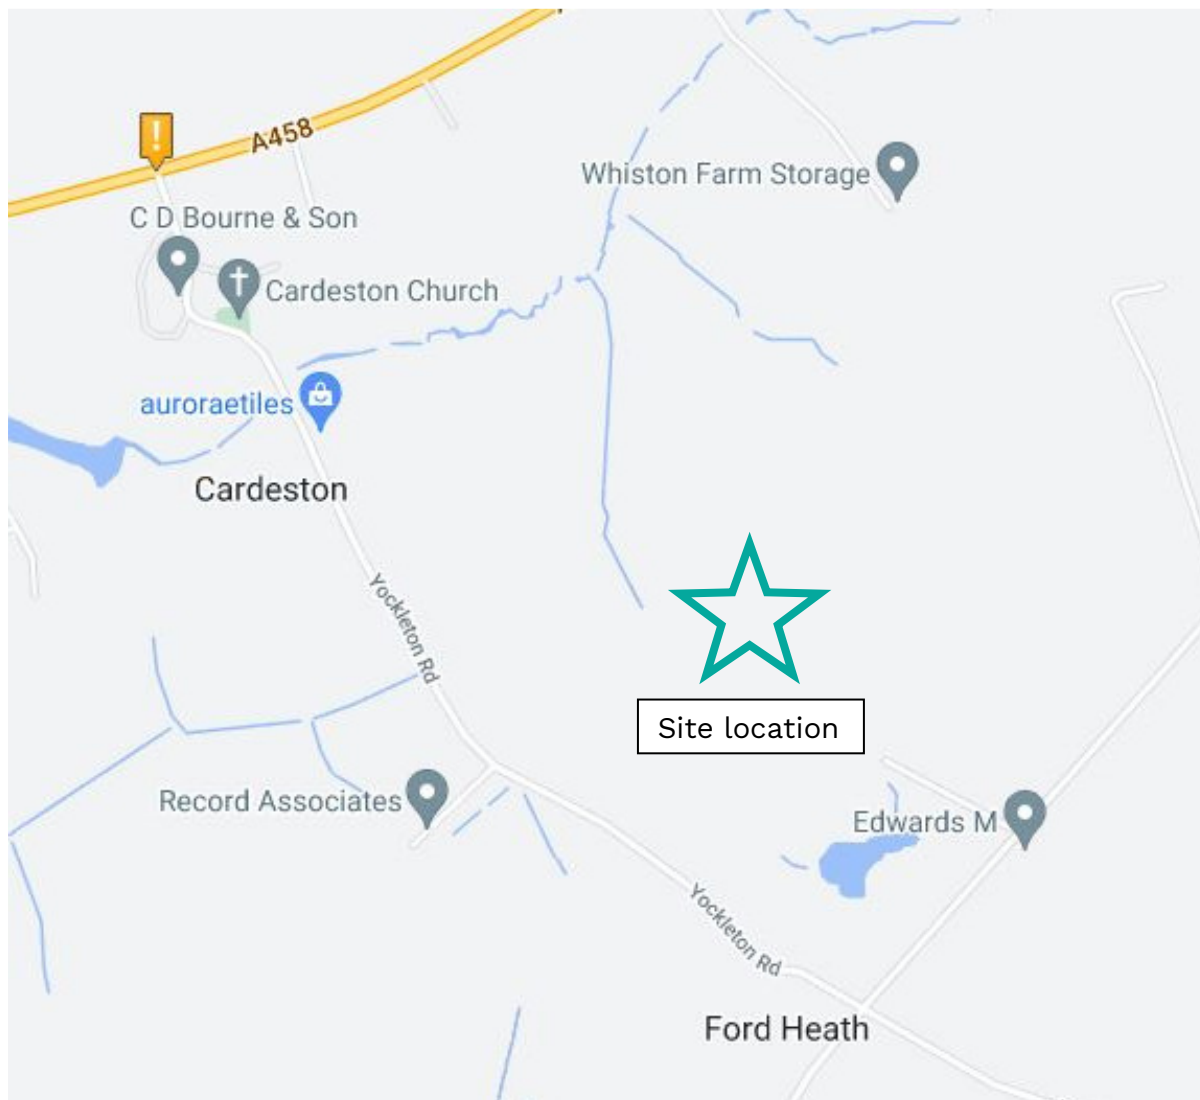 A458
Whiston Farm Storage
C D Bourne & Son
Cardeston Church
auroraetiles
Cardeston
Yockleton Rd
Site location
Record Associates
Edwards M
Yockleton Rd
Ford Heath